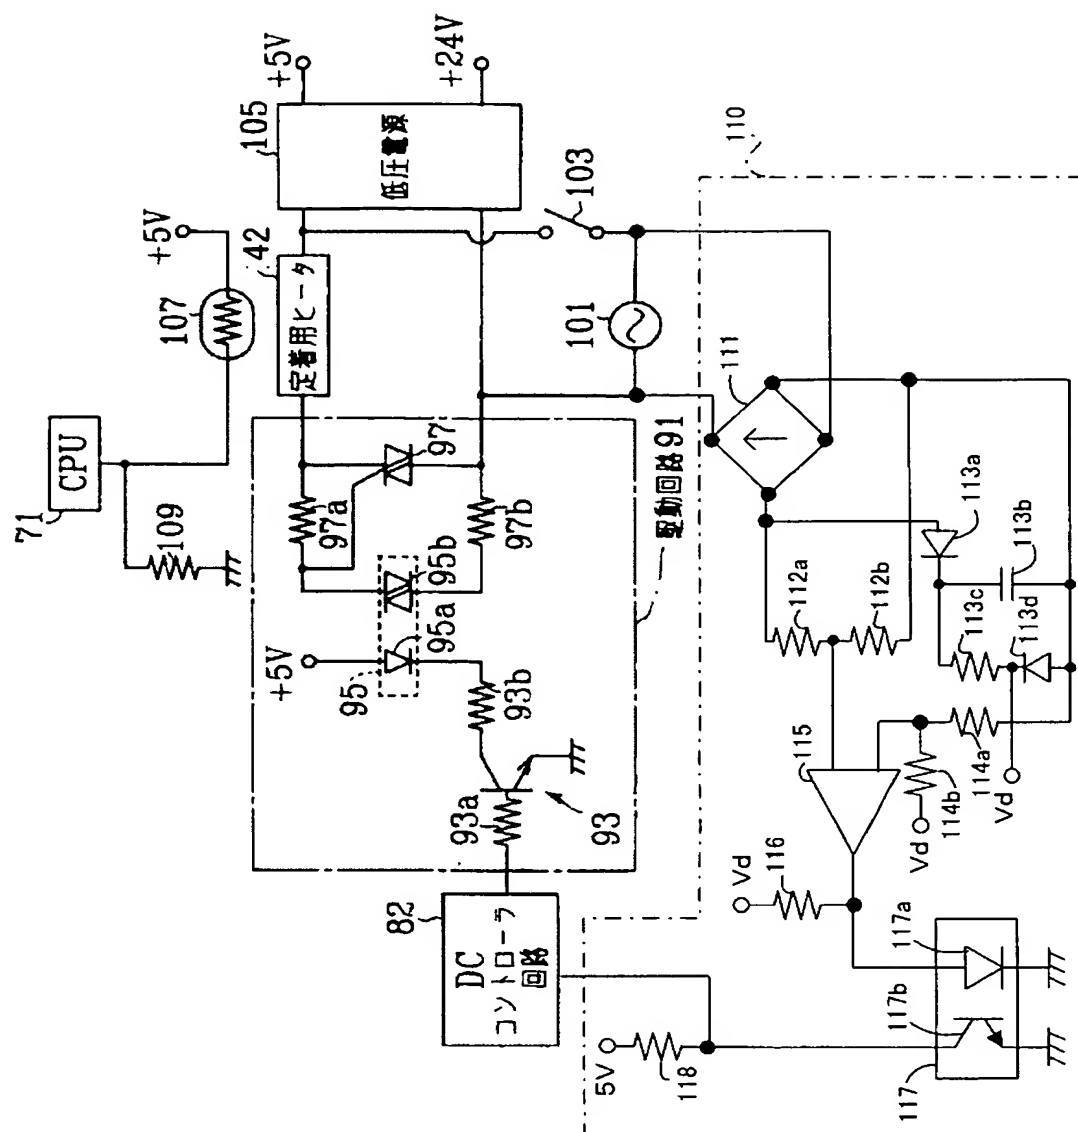 71
CPU
109
107
+5V
42
定着用ヒータ
105
低圧電源
+5V
+24V
103
101
97
97a
97b
95
95a
95b
+5V
93
93a
93b
駆動回路91
82
DC
コントローラ
回路
110
111
112a
112b
113a
113b
113c
113d
114a
114b
Vd
Vd
115
116
Vd
117
117a
117b
118
5V